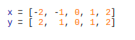 x = [-2, -1, 0, 1, 2]
y = [ 2,  1, 0, 1, 2]